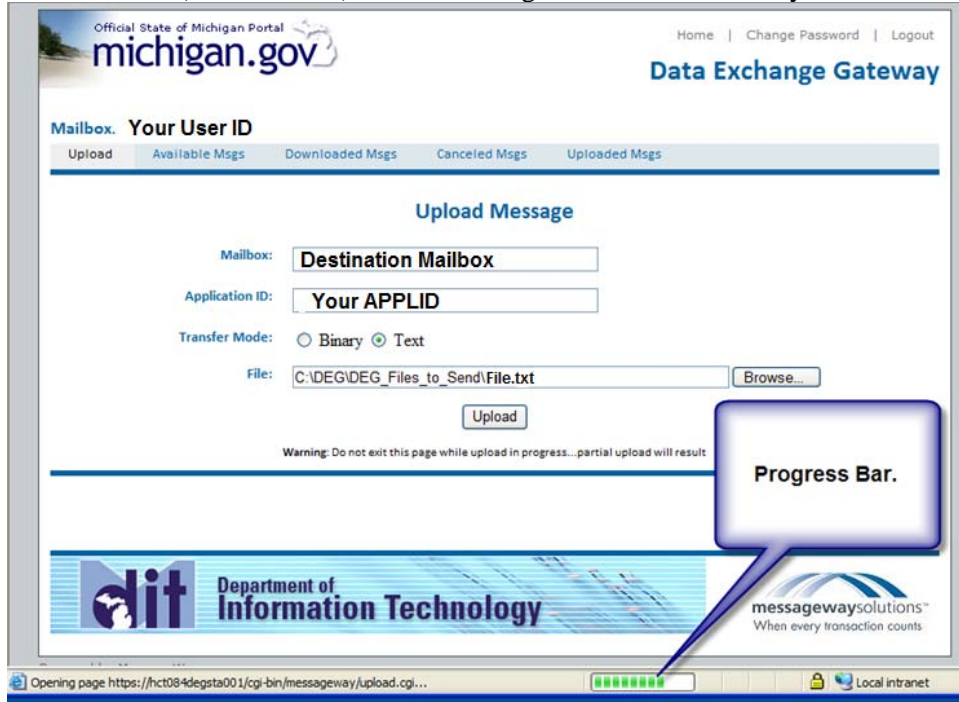 Official State of Michigan Portal
michigan.gov
Home | Change Password | Logout
Data Exchange Gateway
Mailbox. Your User ID
Upload Available Msgs Downloaded Msgs Canceled Msgs Uploaded Msgs
Upload Message
Mailbox: Destination Mailbox
Application ID: Your APPLID
Transfer Mode: Binary Text
File: C:\DEG\DEG_Files_to_Send\File.txt Browse...
Upload
Warning: Do not exit this page while upload in progress...partial upload will result
Progress Bar.
dit Department of
Information Technology
messagewaysolutions™
When every transaction counts
Opening page https://hct084degsta001/cgi-bin/messageway/upload.cgi... Local intranet